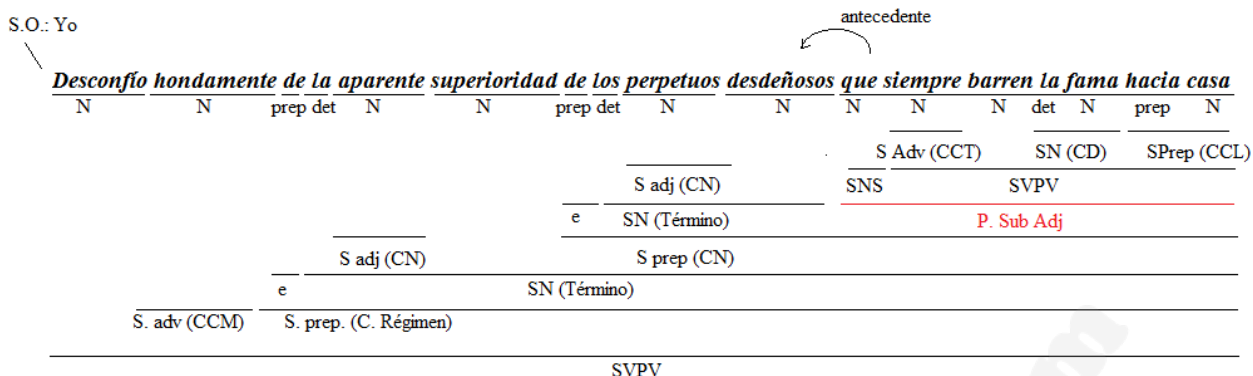 antecedente
S.O.: Yo
Desconfío hondamente de la aparente superioridad de los perpetuos desdeñosos que siempre barren la fama hacia casa
N N prep det N N prep det N N N N N det N prep N
S Adv (CCT) SN (CD) SPrep (CCL)
S adj (CN) SNS SVPV
e SN (Término) P. Sub Adj
S adj (CN) S prep (CN)
e SN (Término)
S. adv (CCM) S. prep. (C. Régimen)
SVPV